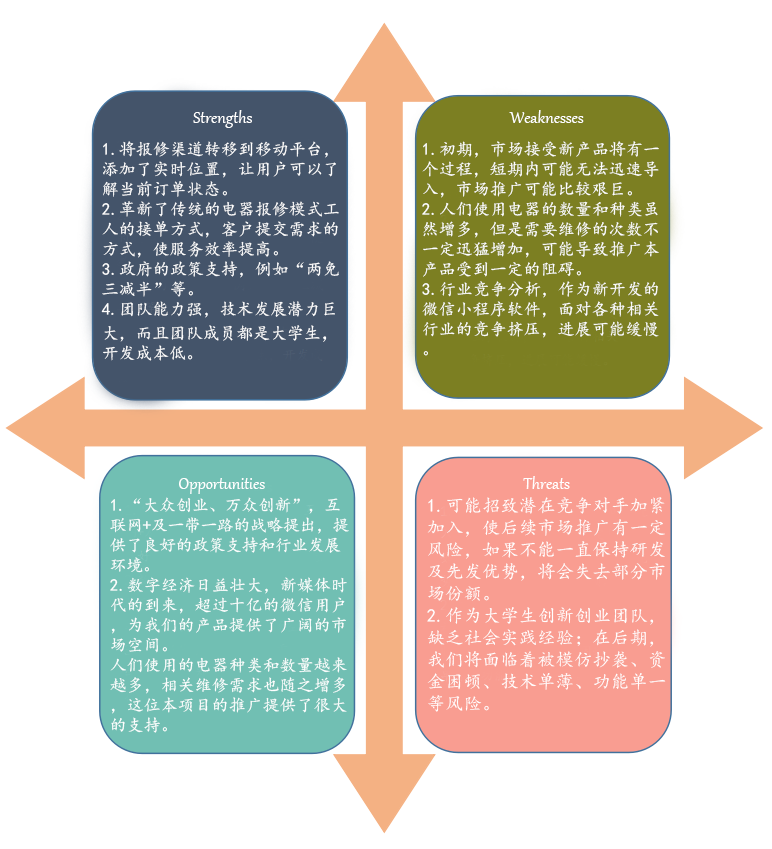 Strengths
1.将报修渠道转移到移动平台，
添加了实时位置，让用户可以了
解当前订单状态。
2.革新了传统的电器报修模式工
人的接单方式，客户提交需求的
方式，使服务效率提高。
3.政府的政策支持，例如“两免
三减半”等。
4.团队能力强，技术发展潜力巨
大，而且团队成员都是大学生，
开发成本低。
Weaknesses
1.初期，市场接受新产品将有一
个过程，短期内可能无法迅速导
入，市场推广可能比较艰巨。
2.人们使用电器的数量和种类虽
然增多，但是需要维修的次数不
一定迅猛增加，可能导致推广本
产品受到一定的阻碍。
3.行业竞争分析，作为新开发的
微信小程序软件，面对各种相关
行业的竞争挤压，进展可能缓慢
。
Opportunities
1.“大众创业、万众创新”，互
联网+及一带一路的战略提出，提
供了良好的政策支持和行业发展
环境。
2.数字经济日益壮大，新媒体时
代的到来，超过十亿的微信用户
，为我们的产品提供了广阔的市
场空间。
人们使用的电器种类和数量越来
越多，相关维修需求也随之增多
，这位本项目的推广提供了很大
的支持。
Threats
1.可能招致潜在竞争对手加紧
加入，使后续市场推广有一定
风险，如果不能一直保持研发
及先发优势，将会失去部分市
场份额。
2.作为大学生创新创业团队，
缺乏社会实践经验；在后期，
我们将面临着被模仿抄袭、资
金困顿、技术单薄、功能单一
等风险。